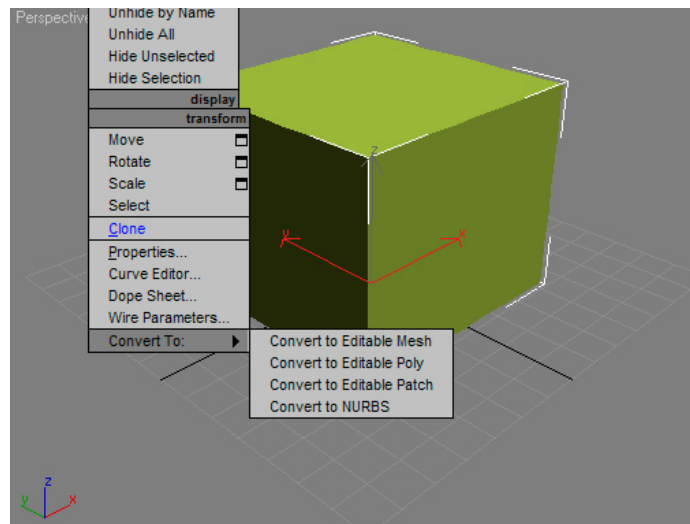 Perspective
Unhide by Name
Unhide All
Hide Unselected
Hide Selection
display
transform
Move
Rotate
Scale
Select
Clone
Properties...
Curve Editor...
Dope Sheet...
Wire Parameters...
Convert To:
Convert to Editable Mesh
Convert to Editable Poly
Convert to Editable Patch
Convert to NURBS
z
y
x
z
y
x